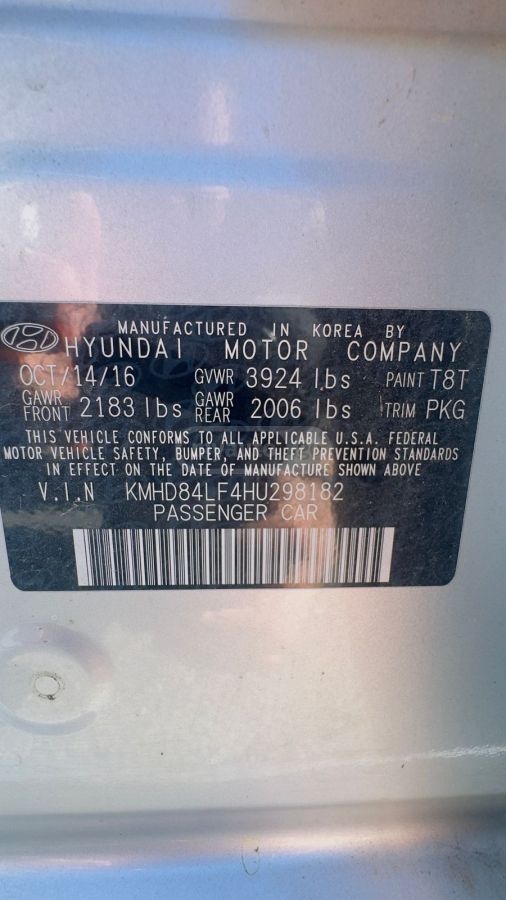 MANUFACTURED IN KOREA BY
HYUNDAI MOTOR COMPANY
OCT/14/16 GVWR 3924 lbs PAINT T8T
GAWR FRONT 2183 lbs GAWR REAR 2006 lbs TRIM PKG
THIS VEHICLE CONFORMS TO ALL APPLICABLE U.S.A. FEDERAL
MOTOR VEHICLE SAFETY, BUMPER, AND THEFT PREVENTION STANDARDS
IN EFFECT ON THE DATE OF MANUFACTURE SHOWN ABOVE
V.I.N KMHD84LF4HU298182
PASSENGER CAR